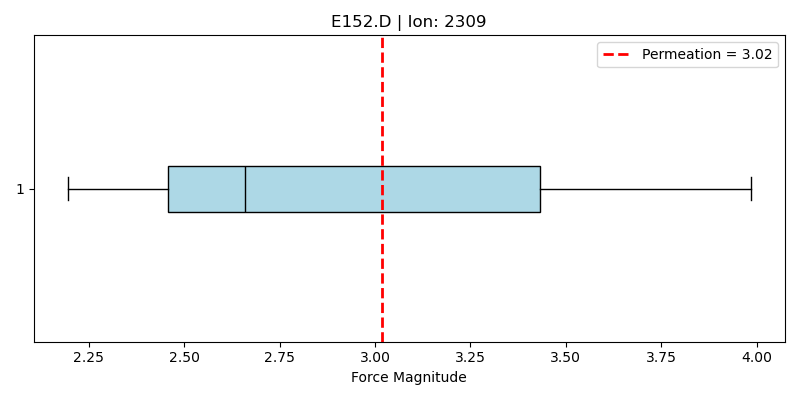 E152.D | Ion: 2309
Permeation = 3.02
1
2.25 2.50 2.75 3.00 3.25 3.50 3.75 4.00
Force Magnitude